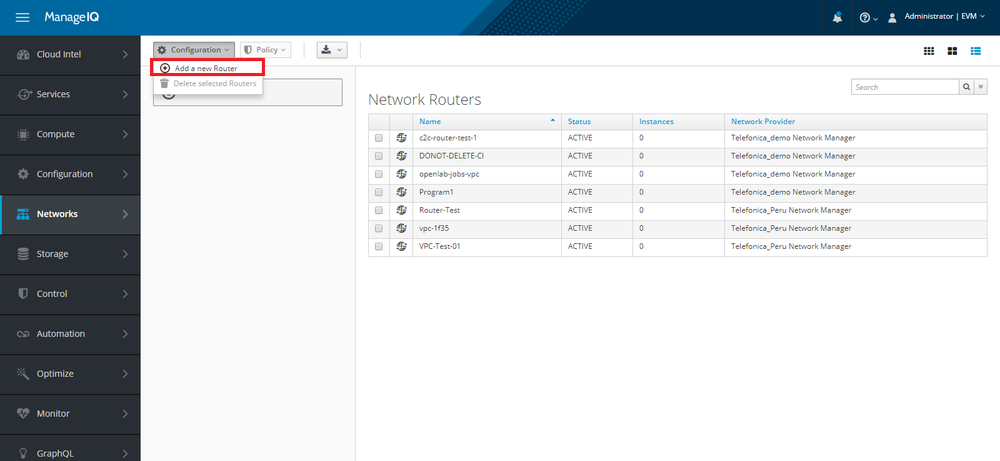 ManageIQ
Administrator | EVM
Cloud Intel
Services
Compute
Configuration
Networks
Storage
Control
Automation
Optimize
Monitor
GraphQL
Configuration
Policy
Add a new Router
Delete selected Routers
Search
Network Routers
Name Status Instances Network Provider
c2c-router-test-1 ACTIVE 0 Telefonica_demo Network Manager
DONOT-DELETE-CI ACTIVE 0 Telefonica_demo Network Manager
openlab-jobs-vpc ACTIVE 0 Telefonica_demo Network Manager
Program1 ACTIVE 0 Telefonica_demo Network Manager
Router-Test ACTIVE 0 Telefonica_Peru Network Manager
vpc-1f35 ACTIVE 0 Telefonica_Peru Network Manager
VPC-Test-01 ACTIVE 0 Telefonica_Peru Network Manager